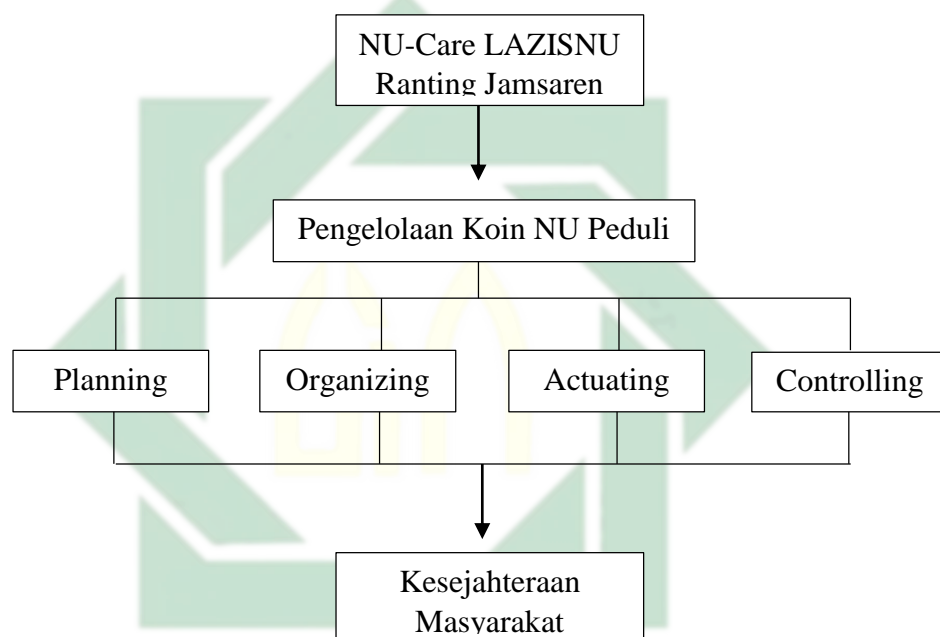 NU-Care LAZISNU
Ranting Jamsaren
Pengelolaan Koin NU Peduli
Planning
Organizing
Actuating
Controlling
Kesejahteraan
Masyarakat